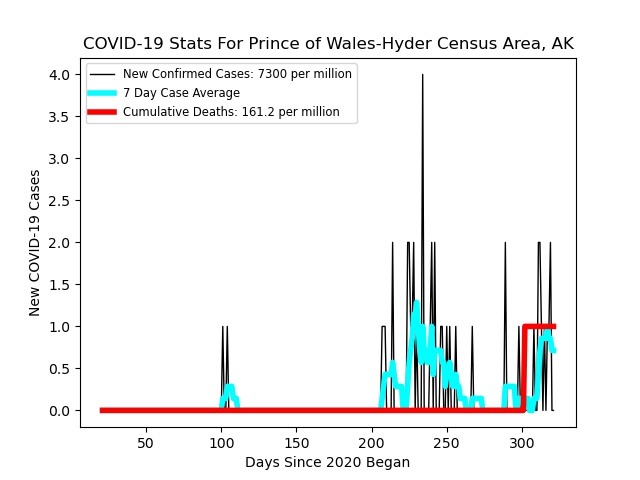 COVID-19 Stats For Prince of Wales-Hyder Census Area, AK
New Confirmed Cases: 7300 per million
7 Day Case Average
Cumulative Deaths: 161.2 per million
New COVID-19 Cases
4.0
3.5
3.0
2.5
2.0
1.5
1.0
0.5
0.0
50
100
150
200
250
300
Days Since 2020 Began